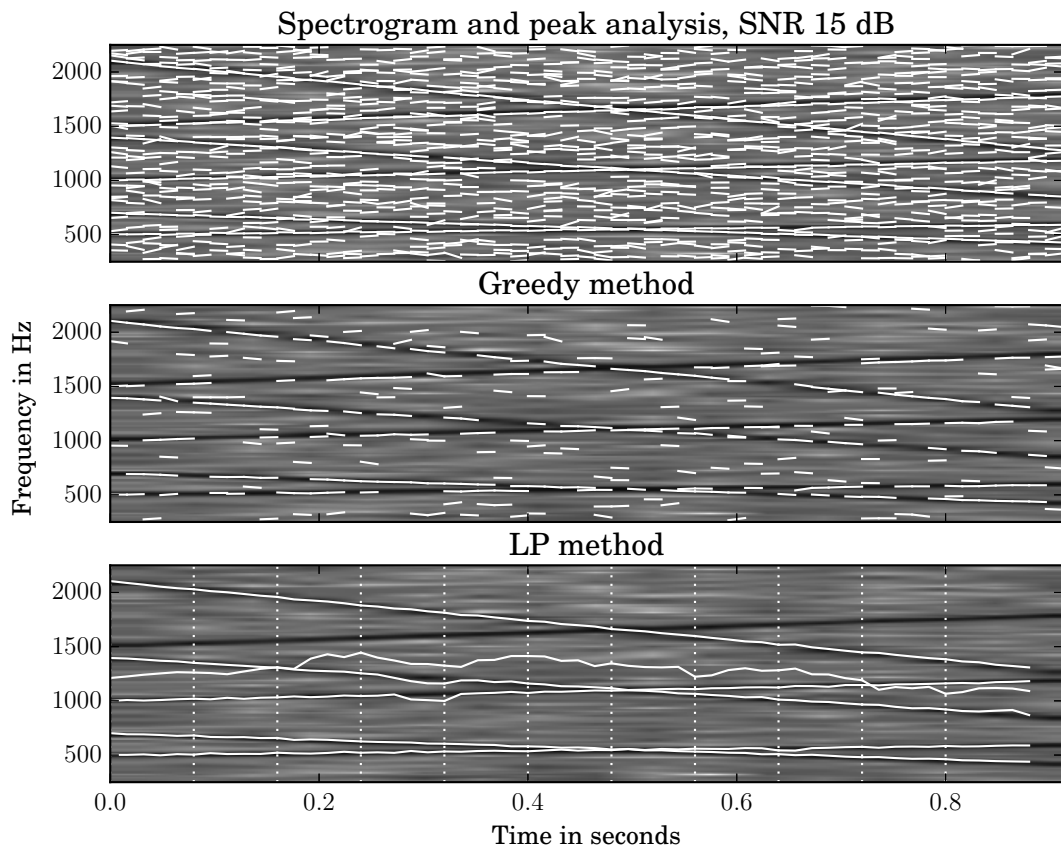 Spectrogram and peak analysis, SNR 15 dB
2000
1500
1000
500
Greedy method
2000
1500
1000
500
Frequency in Hz
LP method
2000
1500
1000
500
0.0 0.2 0.4 0.6 0.8
Time in seconds